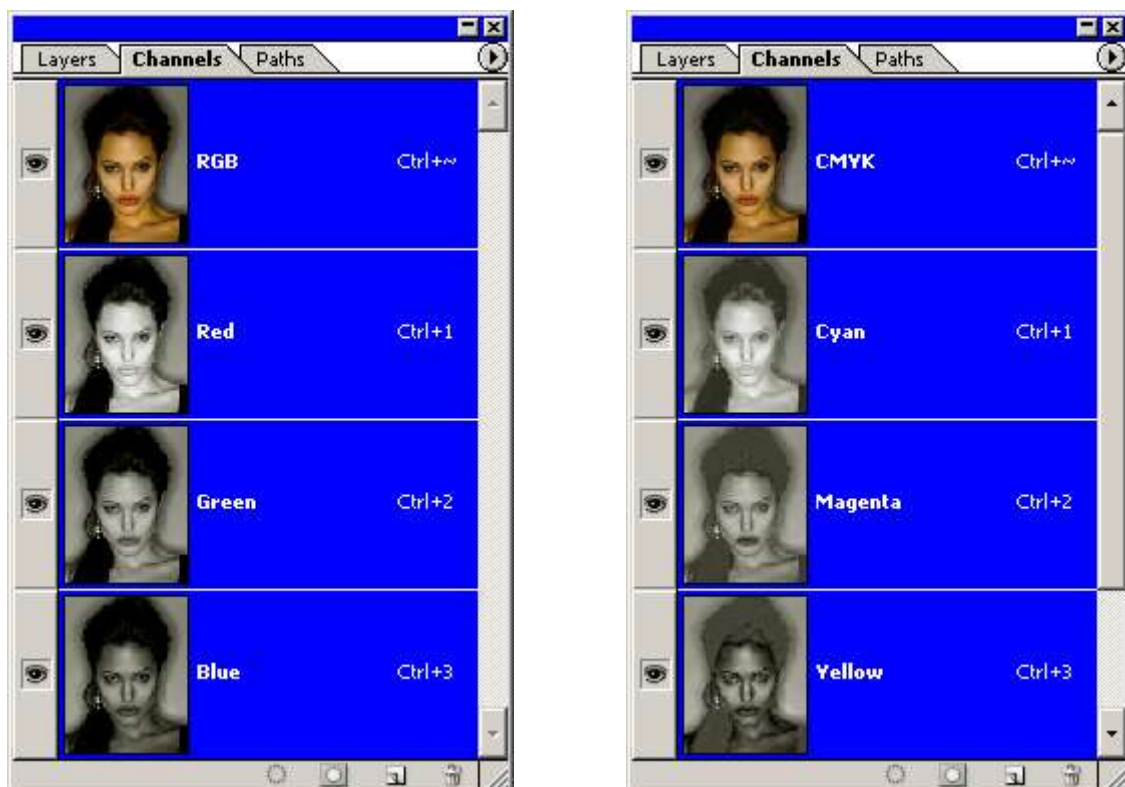 Layers Channels Paths
RGB Ctrl+~
Red Ctrl+1
Green Ctrl+2
Blue Ctrl+3
Layers Channels Paths
CMYK Ctrl+~
Cyan Ctrl+1
Magenta Ctrl+2
Yellow Ctrl+3